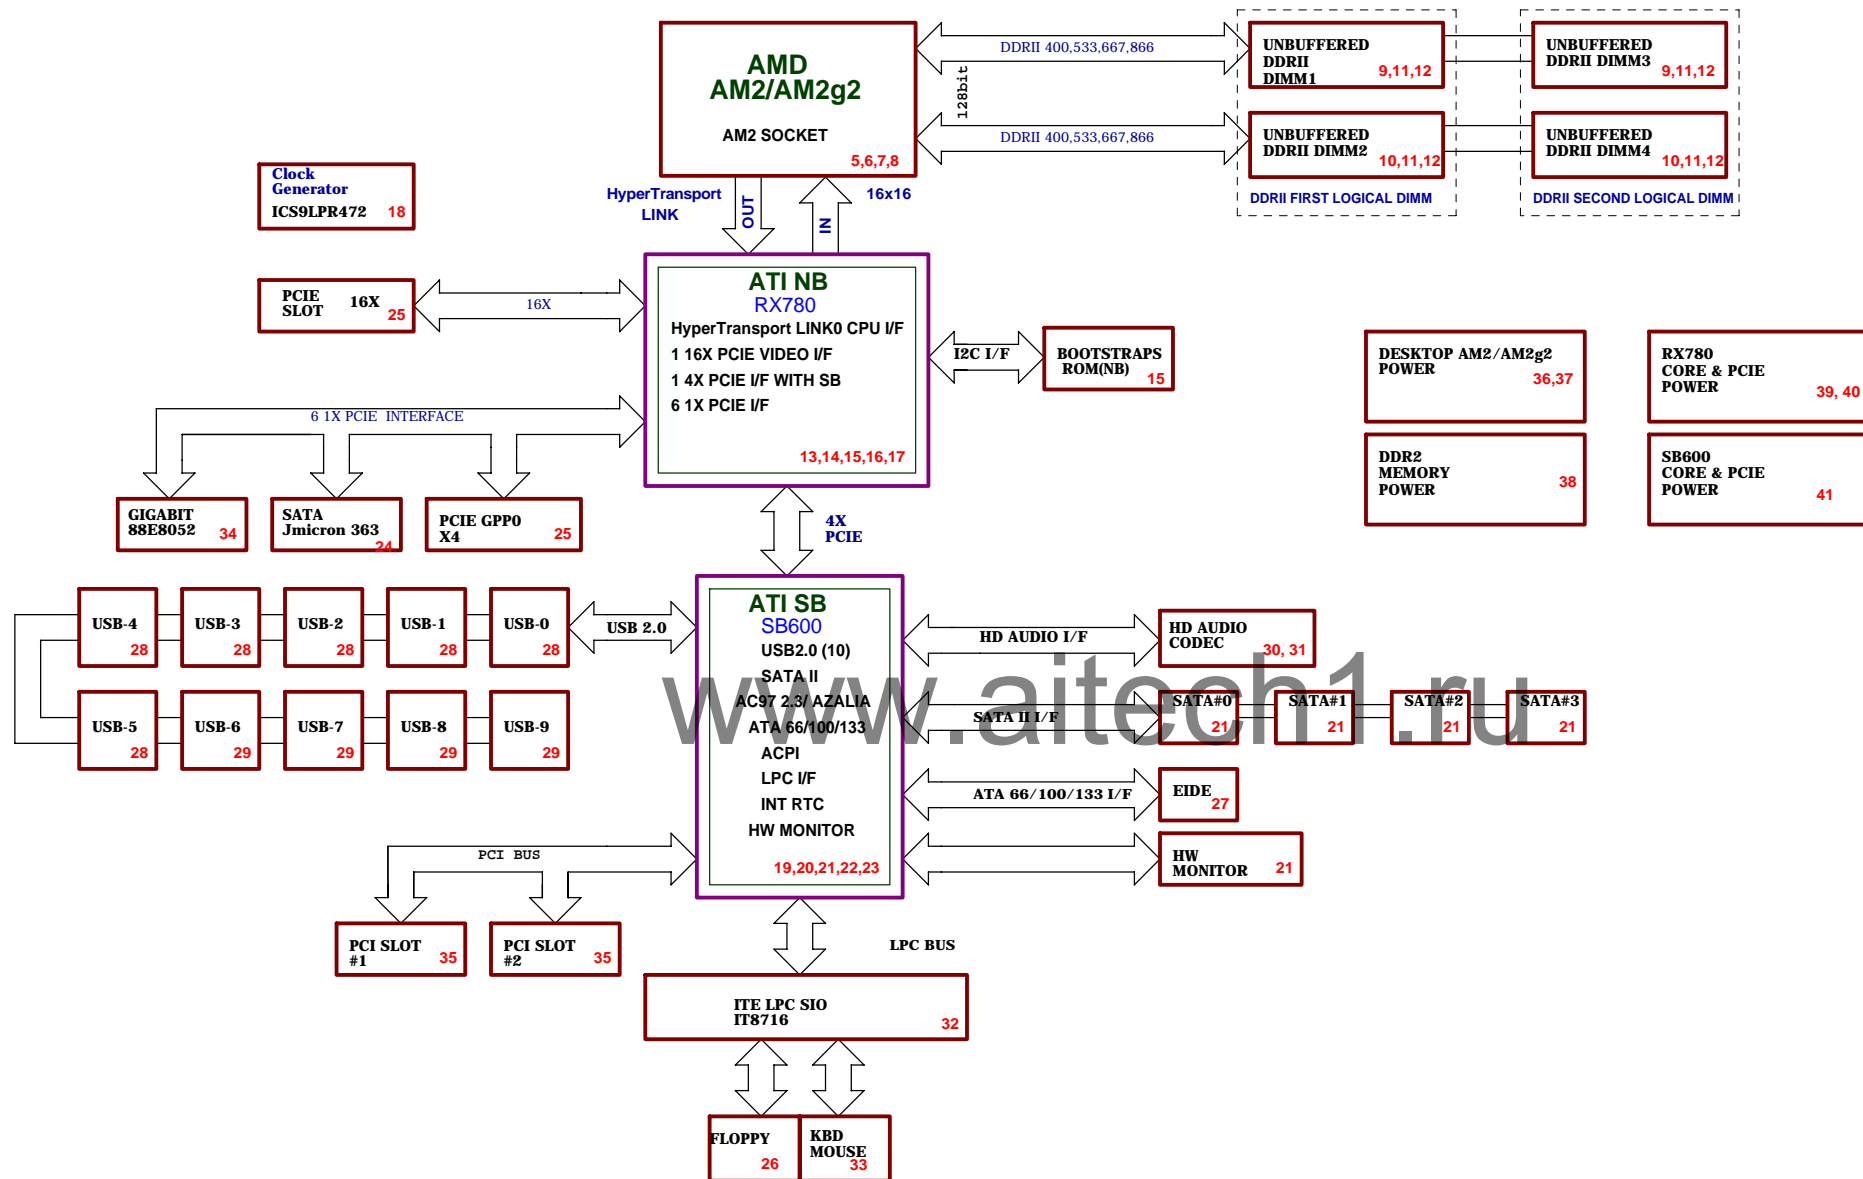 AMD
AM2/AM2g2
AM2 SOCKET
5,6,7,8
DDRII 400,533,667,866
128bit
DDRII 400,533,667,866
UNBUFFERED
DDRII
DIMM1
9,11,12
UNBUFFERED
DDRII DIMM3
9,11,12
UNBUFFERED
DDRII DIMM2
10,11,12
UNBUFFERED
DDRII DIMM4
10,11,12
DDRII FIRST LOGICAL DIMM
DDRII SECOND LOGICAL DIMM
Clock
Generator
ICS9LPR472
18
HyperTransport
LINK
OUT
IN
16x16
PCIE
SLOT
16X
25
16X
ATI NB
RX780
HyperTransport LINK0 CPU I/F
1 16X PCIE VIDEO I/F
1 4X PCIE I/F WITH SB
6 1X PCIE I/F
13,14,15,16,17
I2C I/F
BOOTSTRAPS
ROM(NB)
15
DESKTOP AM2/AM2g2
POWER
36,37
RX780
CORE & PCIE
POWER
39, 40
DDR2
MEMORY
POWER
38
SB600
CORE & PCIE
POWER
41
6 1X PCIE INTERFACE
GIGABIT
88E8052
34
SATA
Jmicron 363
24
PCIE GPP0
X4
25
4X
PCIE
USB-4
28
USB-3
28
USB-2
28
USB-1
28
USB-0
28
USB 2.0
USB-5
28
USB-6
29
USB-7
29
USB-8
29
USB-9
29
ATI SB
SB600
USB2.0 (10)
SATA II
AC97 2.3/ AZALIA
ATA 66/100/133
ACPI
LPC I/F
INT RTC
HW MONITOR
19,20,21,22,23
HD AUDIO I/F
HD AUDIO
CODEC
30, 31
www.aitech1.ru
SATA II I/F
SATA#0
21
SATA#1
21
SATA#2
21
SATA#3
21
ATA 66/100/133 I/F
EIDE
27
HW
MONITOR
21
PCI BUS
PCI SLOT
#1
35
PCI SLOT
#2
35
LPC BUS
ITE LPC SIO
IT8716
32
FLOPPY
26
KBD
MOUSE
33